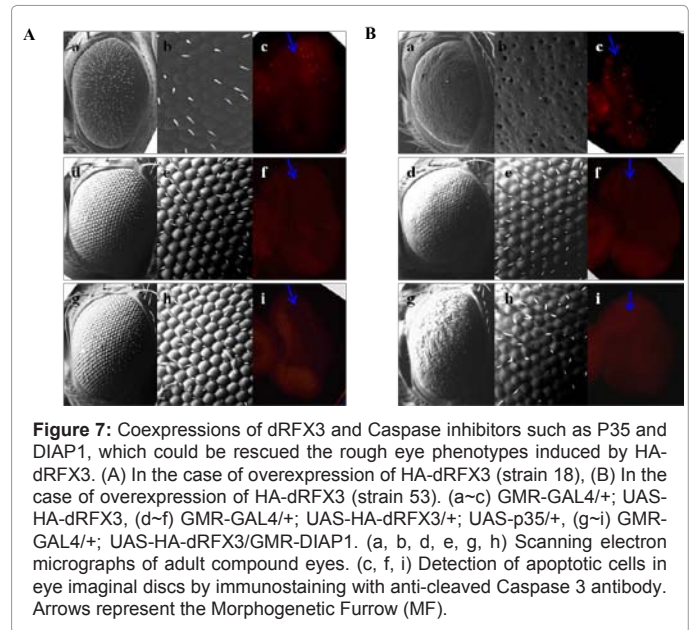 A
B
a
b
c
a
b
c
d
e
f
d
e
f
g
h
i
g
h
i
Figure 7: Coexpressions of dRFX3 and Caspase inhibitors such as P35 and
DIAP1, which could be rescued the rough eye phenotypes induced by HA-
dRFX3. (A) In the case of overexpression of HA-dRFX3 (strain 18), (B) In the
case of overexpression of HA-dRFX3 (strain 53). (a~c) GMR-GAL4/+; UAS-
HA-dRFX3, (d~f) GMR-GAL4/+; UAS-HA-dRFX3/+; UAS-p35/+, (g~i) GMR-
GAL4/+; UAS-HA-dRFX3/GMR-DIAP1. (a, b, d, e, g, h) Scanning electron
micrographs of adult compound eyes. (c, f, i) Detection of apoptotic cells in
eye imaginal discs by immunostaining with anti-cleaved Caspase 3 antibody.
Arrows represent the Morphogenetic Furrow (MF).